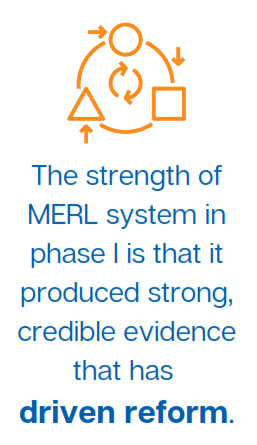 The strength of
MERL system in
phase I is that it
produced strong,
credible evidence
that has
driven reform.